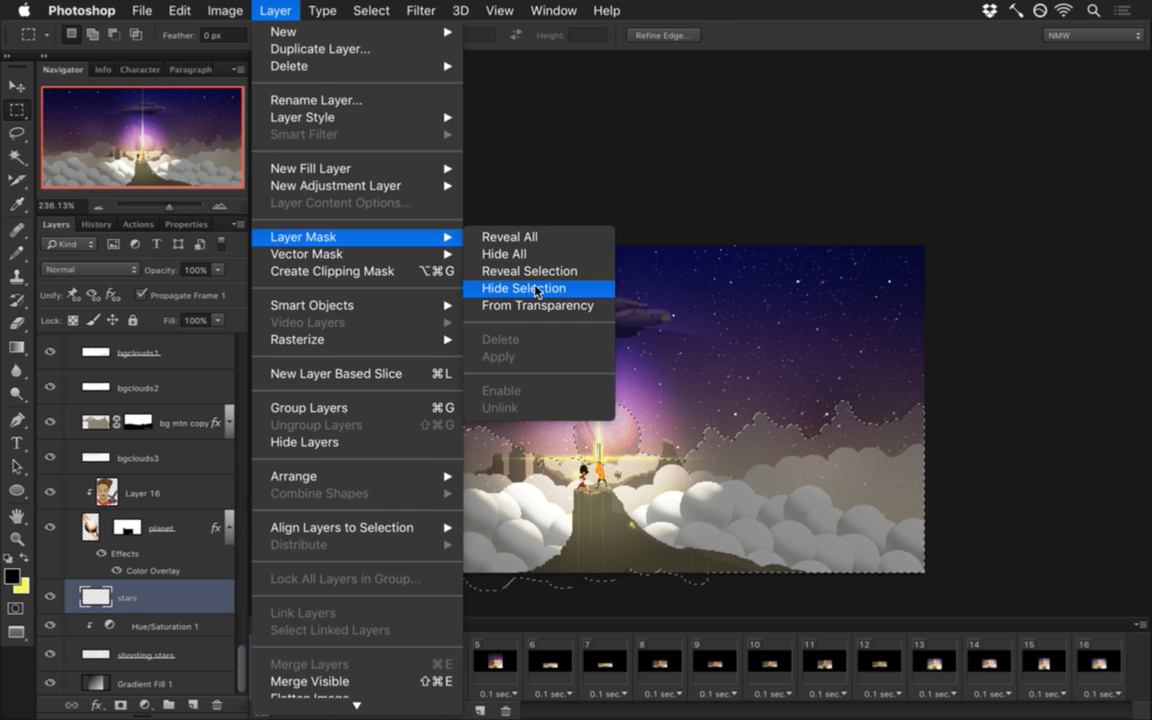 Photoshop File Edit Image Layer Type Select Filter 3D View Window Help
Feather: 0 px Height: Refine Edge... NMW
Navigator Info Character Paragraph
236.13%
Layers History Actions Properties
Kind
Normal Opacity: 100%
Unify: Propagate Frame 1
Lock: Fill: 100%
bgclouds1
bgclouds2
bg mtn copy fx
bgclouds3
Layer 16
planet fx
Effects
Color Overlay
stars
Hue/Saturation 1
shooting stars
Gradient Fill 1
fx
New
Duplicate Layer...
Delete
Rename Layer...
Layer Style
Smart Filter
New Fill Layer
New Adjustment Layer
Layer Content Options...
Layer Mask
Vector Mask
Create Clipping Mask ⌥⌘G
Smart Objects
Video Layers
Rasterize
New Layer Based Slice ⌘L
Group Layers ⌘G
Ungroup Layers ⇧⌘G
Hide Layers
Arrange
Combine Shapes
Align Layers to Selection
Distribute
Lock All Layers in Group...
Link Layers
Select Linked Layers
Merge Layers ⌘E
Merge Visible ⇧⌘E
Flatten Image
Reveal All
Hide All
Reveal Selection
Hide Selection
From Transparency
Delete
Apply
Enable
Unlink
5 6 7 8 9 10 11 12 13 14 15 16
0.1 sec. 0.1 sec. 0.1 sec. 0.1 sec. 0.1 sec. 0.1 sec. 0.1 sec. 0.1 sec. 0.1 sec. 0.1 sec. 0.1 sec. 0.1 sec.